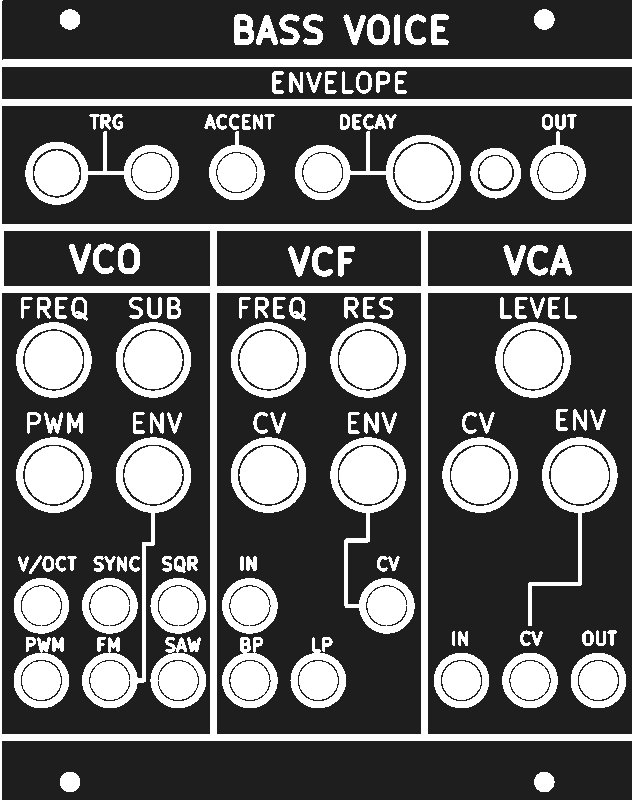 BASS VOICE
ENVELOPE
TRG ACCENT DECAY OUT
VCO VCF VCA
FREQ SUB FREQ RES LEVEL
PWM ENV CV ENV CV ENV
V/OCT SYNC SQR IN CV
PWM FM SAW BP LP IN CV OUT